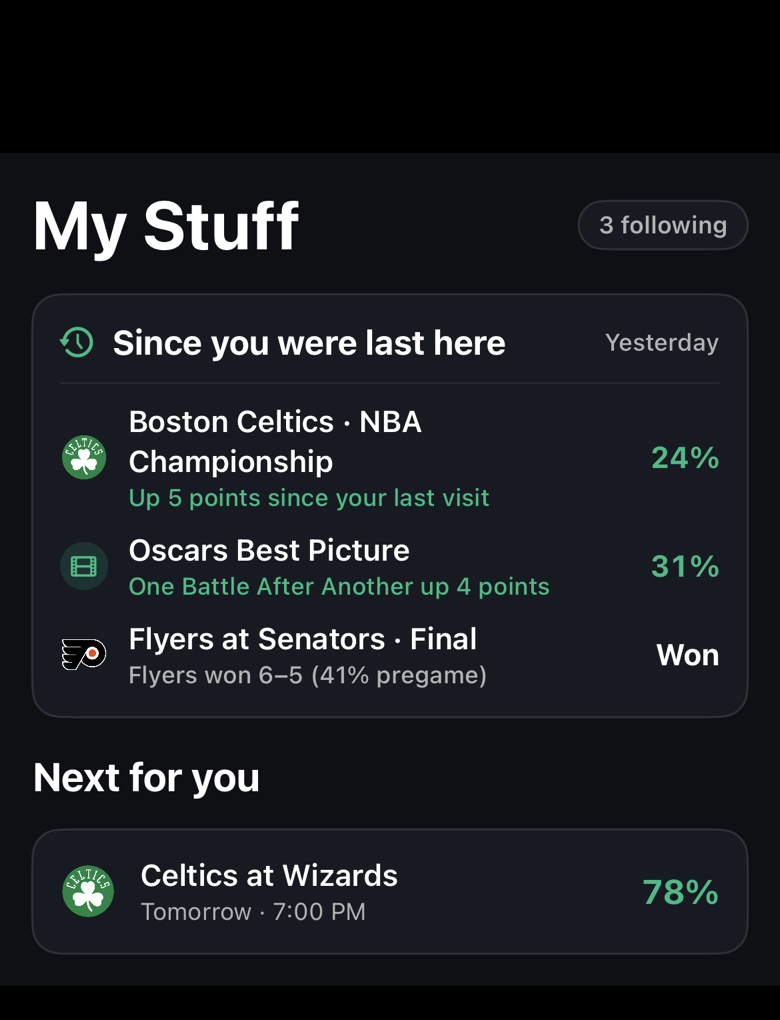 My Stuff
3 following
Since you were last here
Yesterday
CELTICS
Boston Celtics · NBA
Championship
24%
Up 5 points since your last visit
Oscars Best Picture
31%
One Battle After Another up 4 points
Flyers at Senators · Final
Won
Flyers won 6–5 (41% pregame)
Next for you
CELTICS
Celtics at Wizards
78%
Tomorrow · 7:00 PM